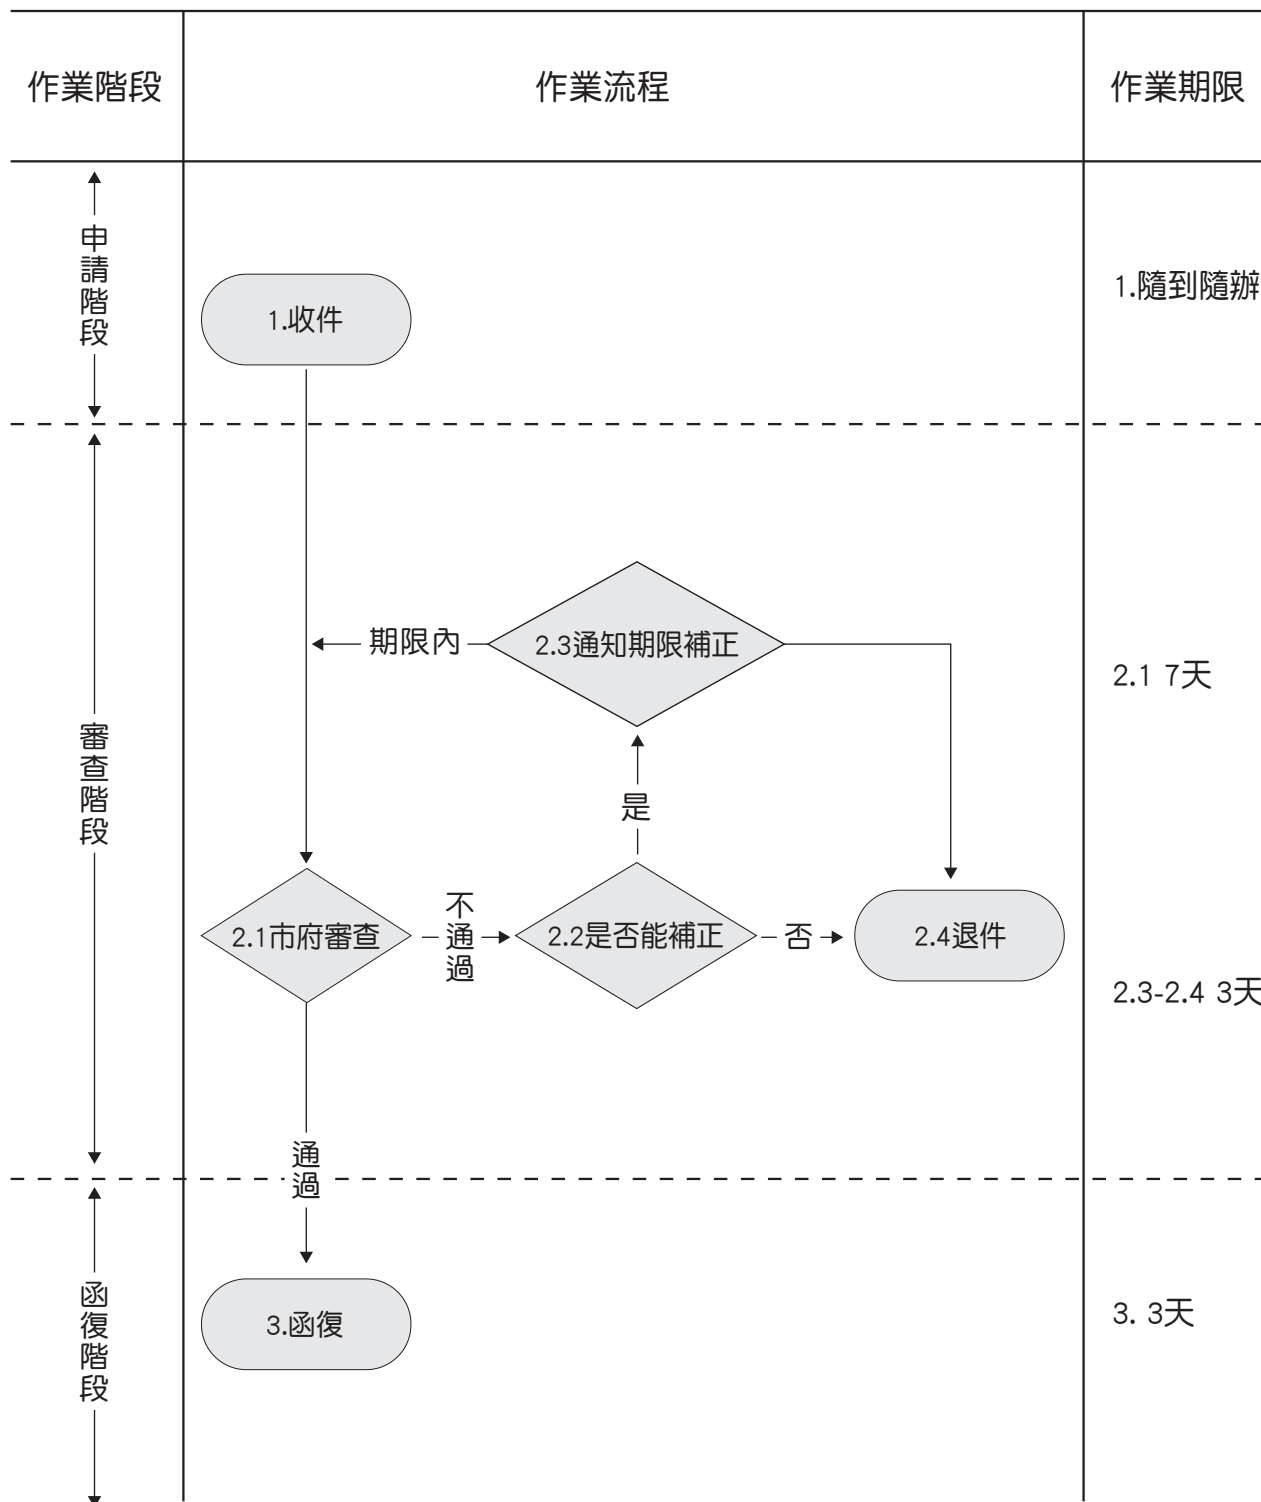 作業階段
作業流程
作業期限
申請階段
1.收件
1.隨到隨辦
審查階段
2.3通知期限補正
期限內
2.1 7天
是
2.1市府審查
不通過
2.2是否能補正
否
2.4退件
2.3-2.4 3天
通過
函復階段
3.函復
3. 3天